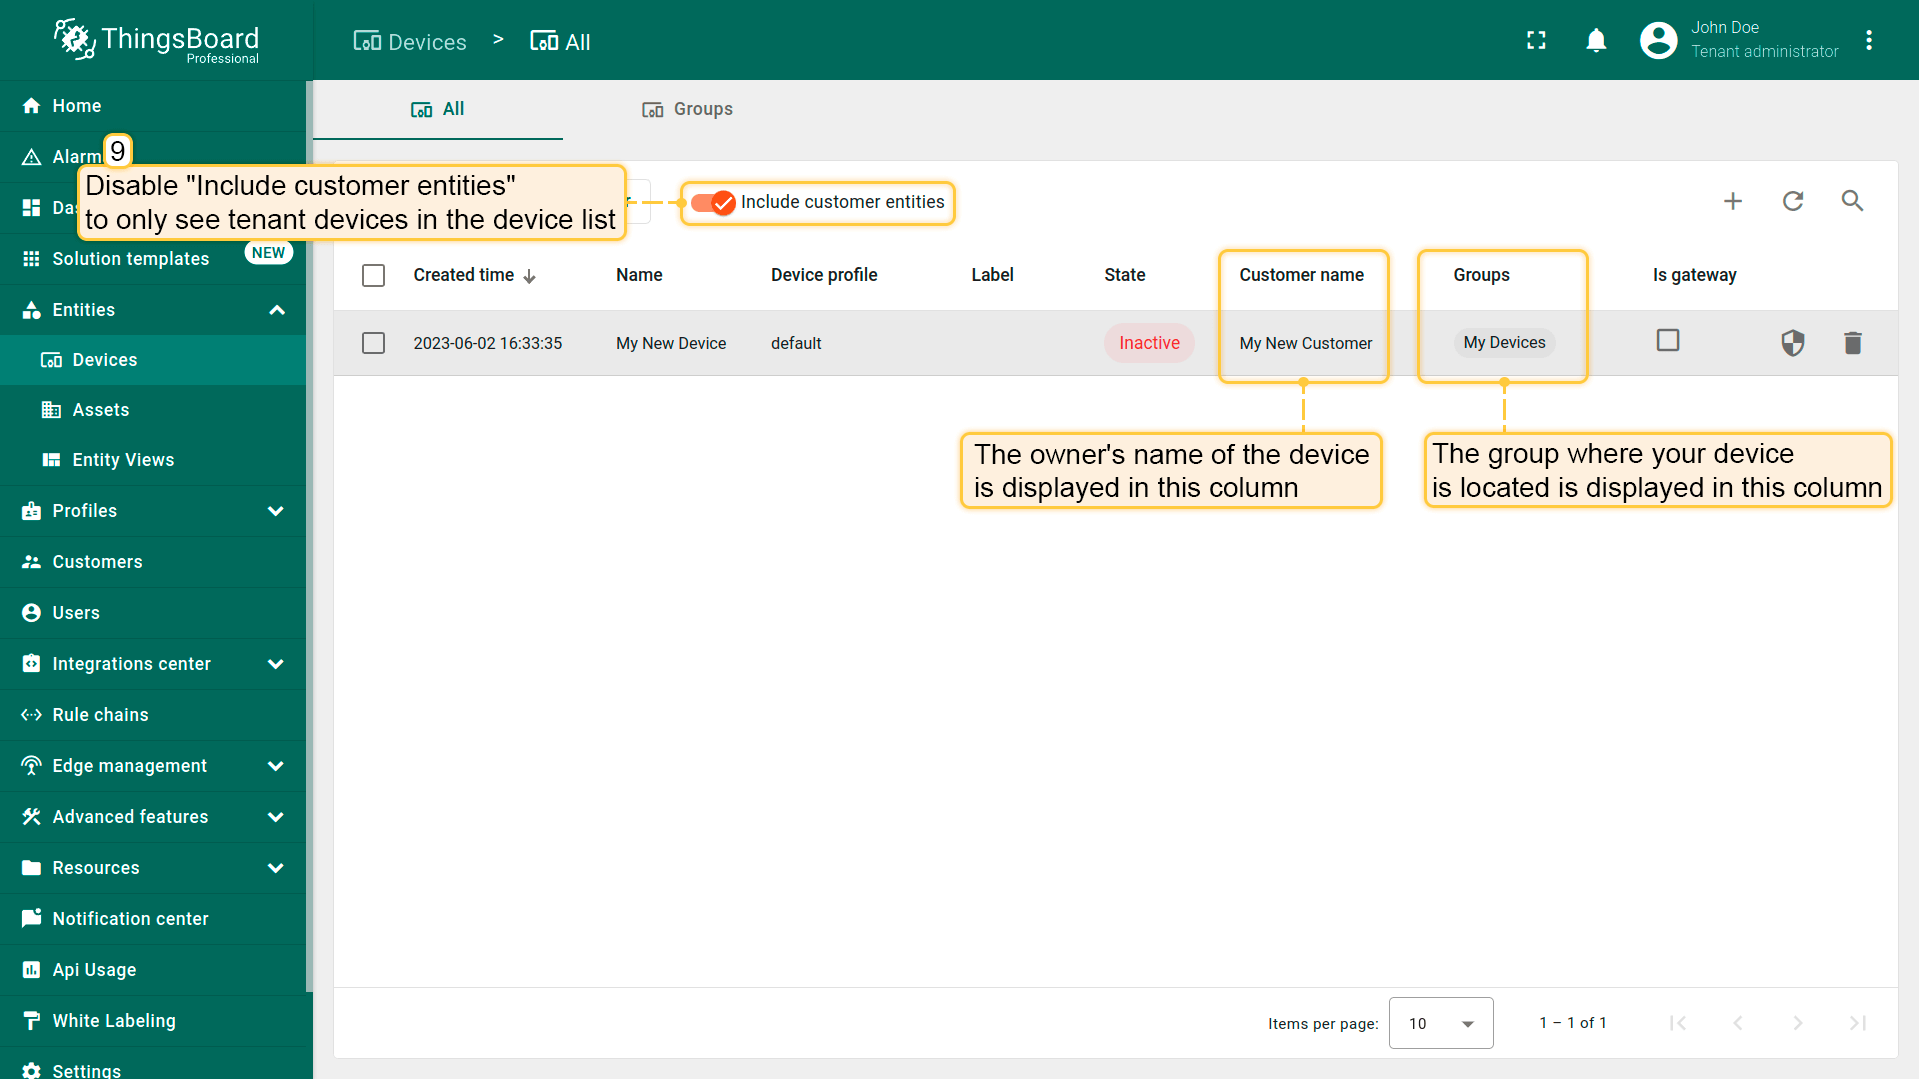 ThingsBoard
Professional
Devices > All
John Doe
Tenant administrator
Home
Alarm
9
Disable "Include customer entities"
to only see tenant devices in the device list
Da
Solution templates NEW
Entities
Devices
Assets
Entity Views
Profiles
Customers
Users
Integrations center
Rule chains
Edge management
Advanced features
Resources
Notification center
Api Usage
White Labeling
Settings
All Groups
Include customer entities
Created time Name Device profile Label State Customer name Groups Is gateway
2023-06-02 16:33:35 My New Device default Inactive My New Customer My Devices
The owner's name of the device
is displayed in this column
The group where your device
is located is displayed in this column
Items per page: 10 1 – 1 of 1